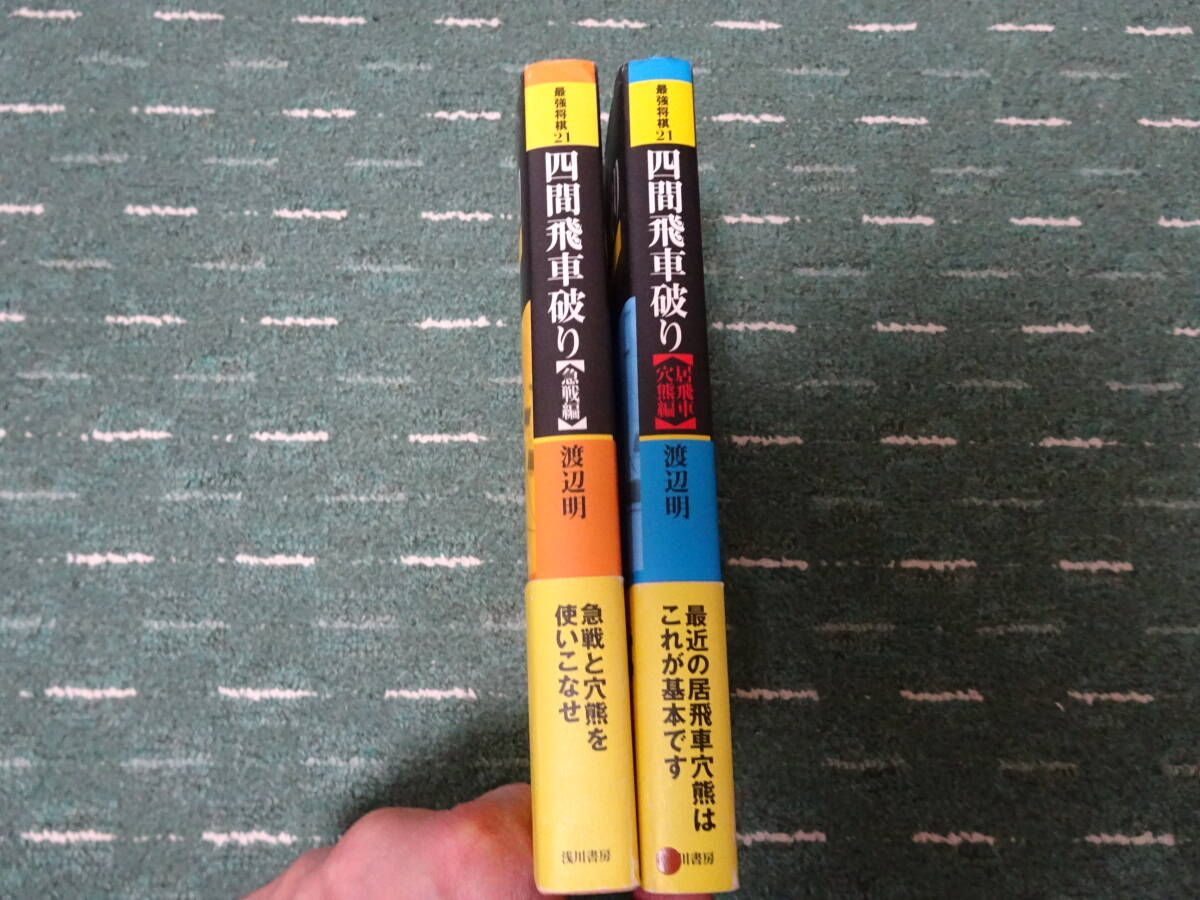 最強将棋21
四間飛車破り
【急戦編】
渡辺明
急戦と穴熊を
使いこなせ
浅川書房
最強将棋21
四間飛車破り
【居飛車
穴熊編】
渡辺明
最近の居飛車穴熊は
これが基本です
川書房